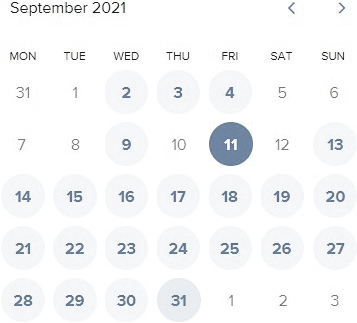 September 2021
MON TUE WED THU FRI SAT SUN
31 1 2 3 4 5 6
7 8 9 10 11 12 13
14 15 16 17 18 19 20
21 22 23 24 25 26 27
28 29 30 31 1 2 3